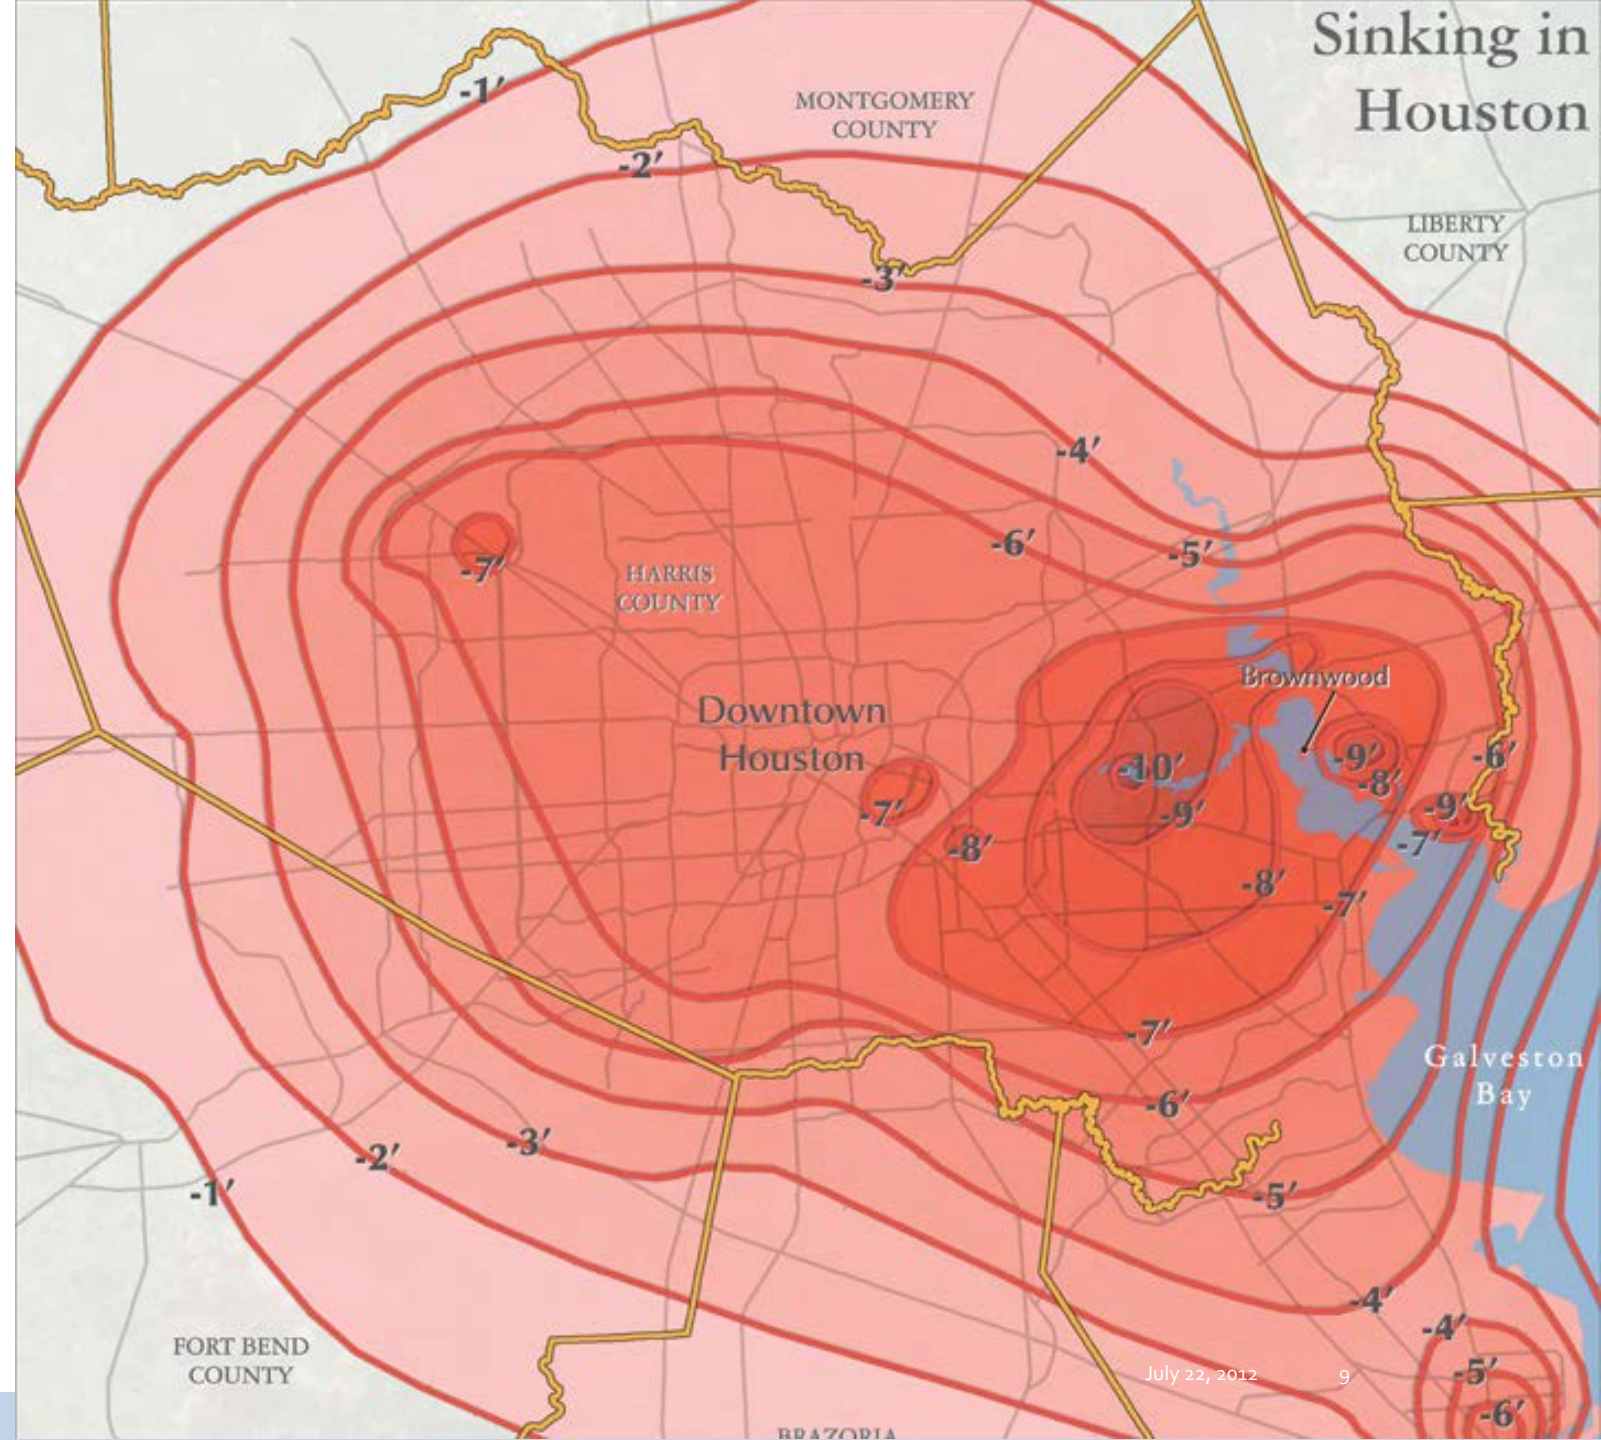 Sinking in
Houston
-1′
MONTGOMERY
COUNTY
-2′
LIBERTY
COUNTY
-3′
-4′
-6′
-5′
-7′
HARRIS
COUNTY
Brownwood
Downtown
Houston
-10′
-9′
-8′
-6′
-7′
-9′
-9′
-7′
-8′
-8′
-7′
-7′
Galveston
Bay
-6′
-3′
-2′
-1′
-5′
-4′
-4′
FORT BEND
COUNTY
July 22, 2012
9
-5′
-6′
BRAZORIA